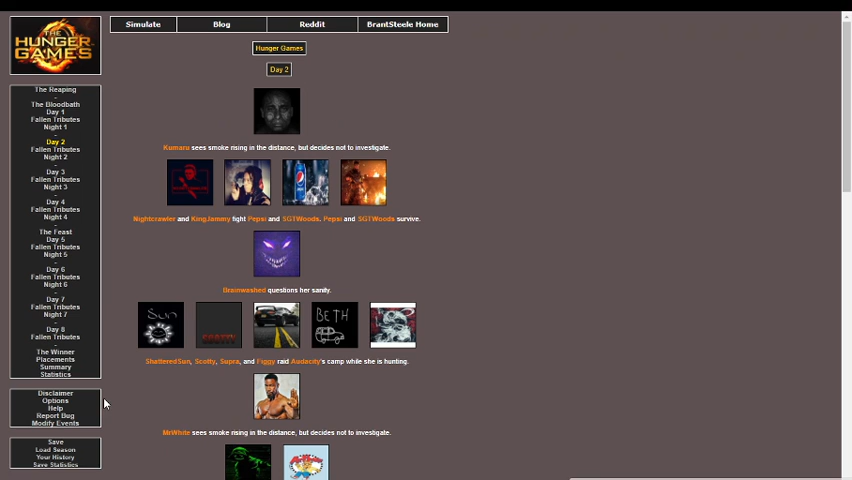 THE
HUNGER
GAMES
Simulate
Blog
Reddit
BrantSteele Home
Hunger Games
Day 2
The Reaping
-
The Bloodbath
Day 1
Fallen Tributes
Night 1
-
Day 2
Fallen Tributes
Night 2
-
Day 3
Fallen Tributes
Night 3
-
Day 4
Fallen Tributes
Night 4
-
The Feast
Day 5
Fallen Tributes
Night 5
-
Day 6
Fallen Tributes
Night 6
-
Day 7
Fallen Tributes
Night 7
-
Day 8
Fallen Tributes
-
The Winner
Placements
Summary
Statistics
Disclaimer
Options
Help
Report Bug
Modify Events
Save
Load Season
Your History
Save Statistics
Kumaru sees smoke rising in the distance, but decides not to investigate.
pepsi
Nightcrawler and KingJammy fight Pepsi and SGTWoods. Pepsi and SGTWoods survive.
Brainwashed questions her sanity.
Sun
SCOTTY
BETH
ShatteredSun, Scotty, Supra, and Figgy raid Audacity's camp while she is hunting.
MrWhite sees smoke rising in the distance, but decides not to investigate.